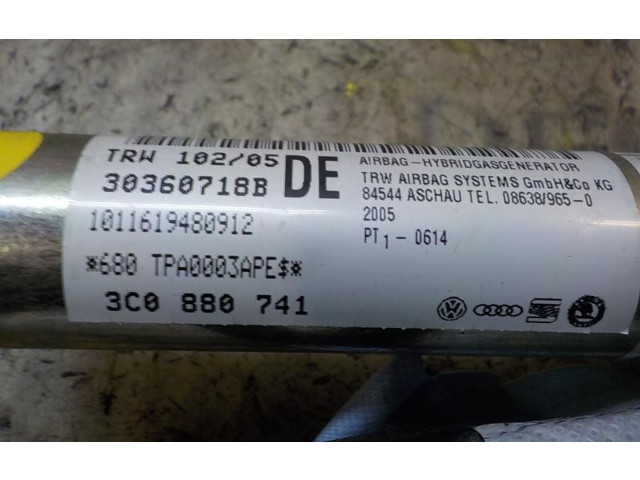 TRW 102/05
30360718B
DE
1011619480912
*680 TPA0003APE$*
3C0 880 741
AIRBAG-HYBRIDGASGENERATOR
TRW AIRBAG SYSTEMS GmbH&Co KG
84544 ASCHAU TEL. 08638/965-0
2005
PT1 - 0614